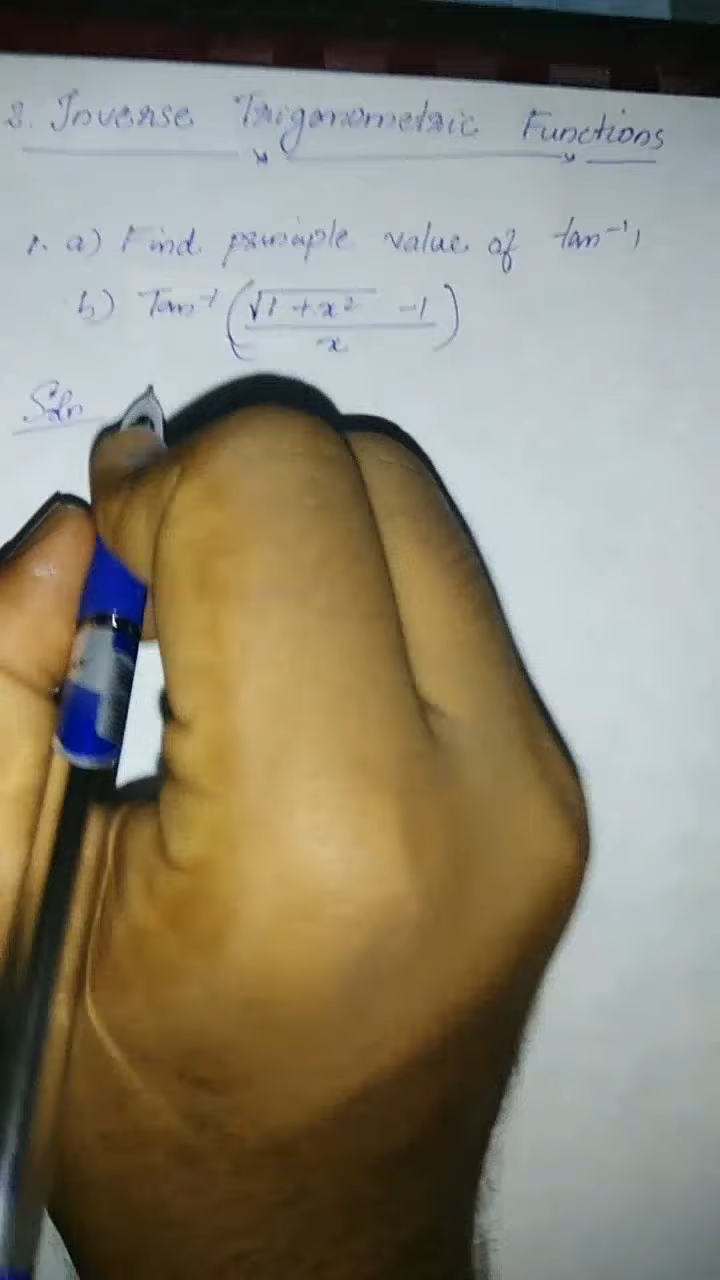 2. Inverse Trigonometric Functions
1. a) Find principle value of tan⁻¹1
b) Tan⁻¹(√(1+x²) -1 / x)
Soln